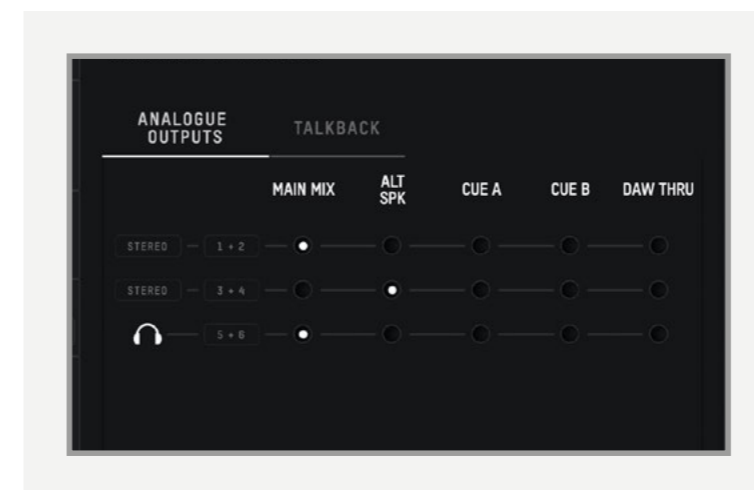 ANALOGUE
OUTPUTS
TALKBACK
MAIN MIX ALT SPK CUE A CUE B DAW THRU
STEREO 1 + 2
STEREO 3 + 4
5 + 6